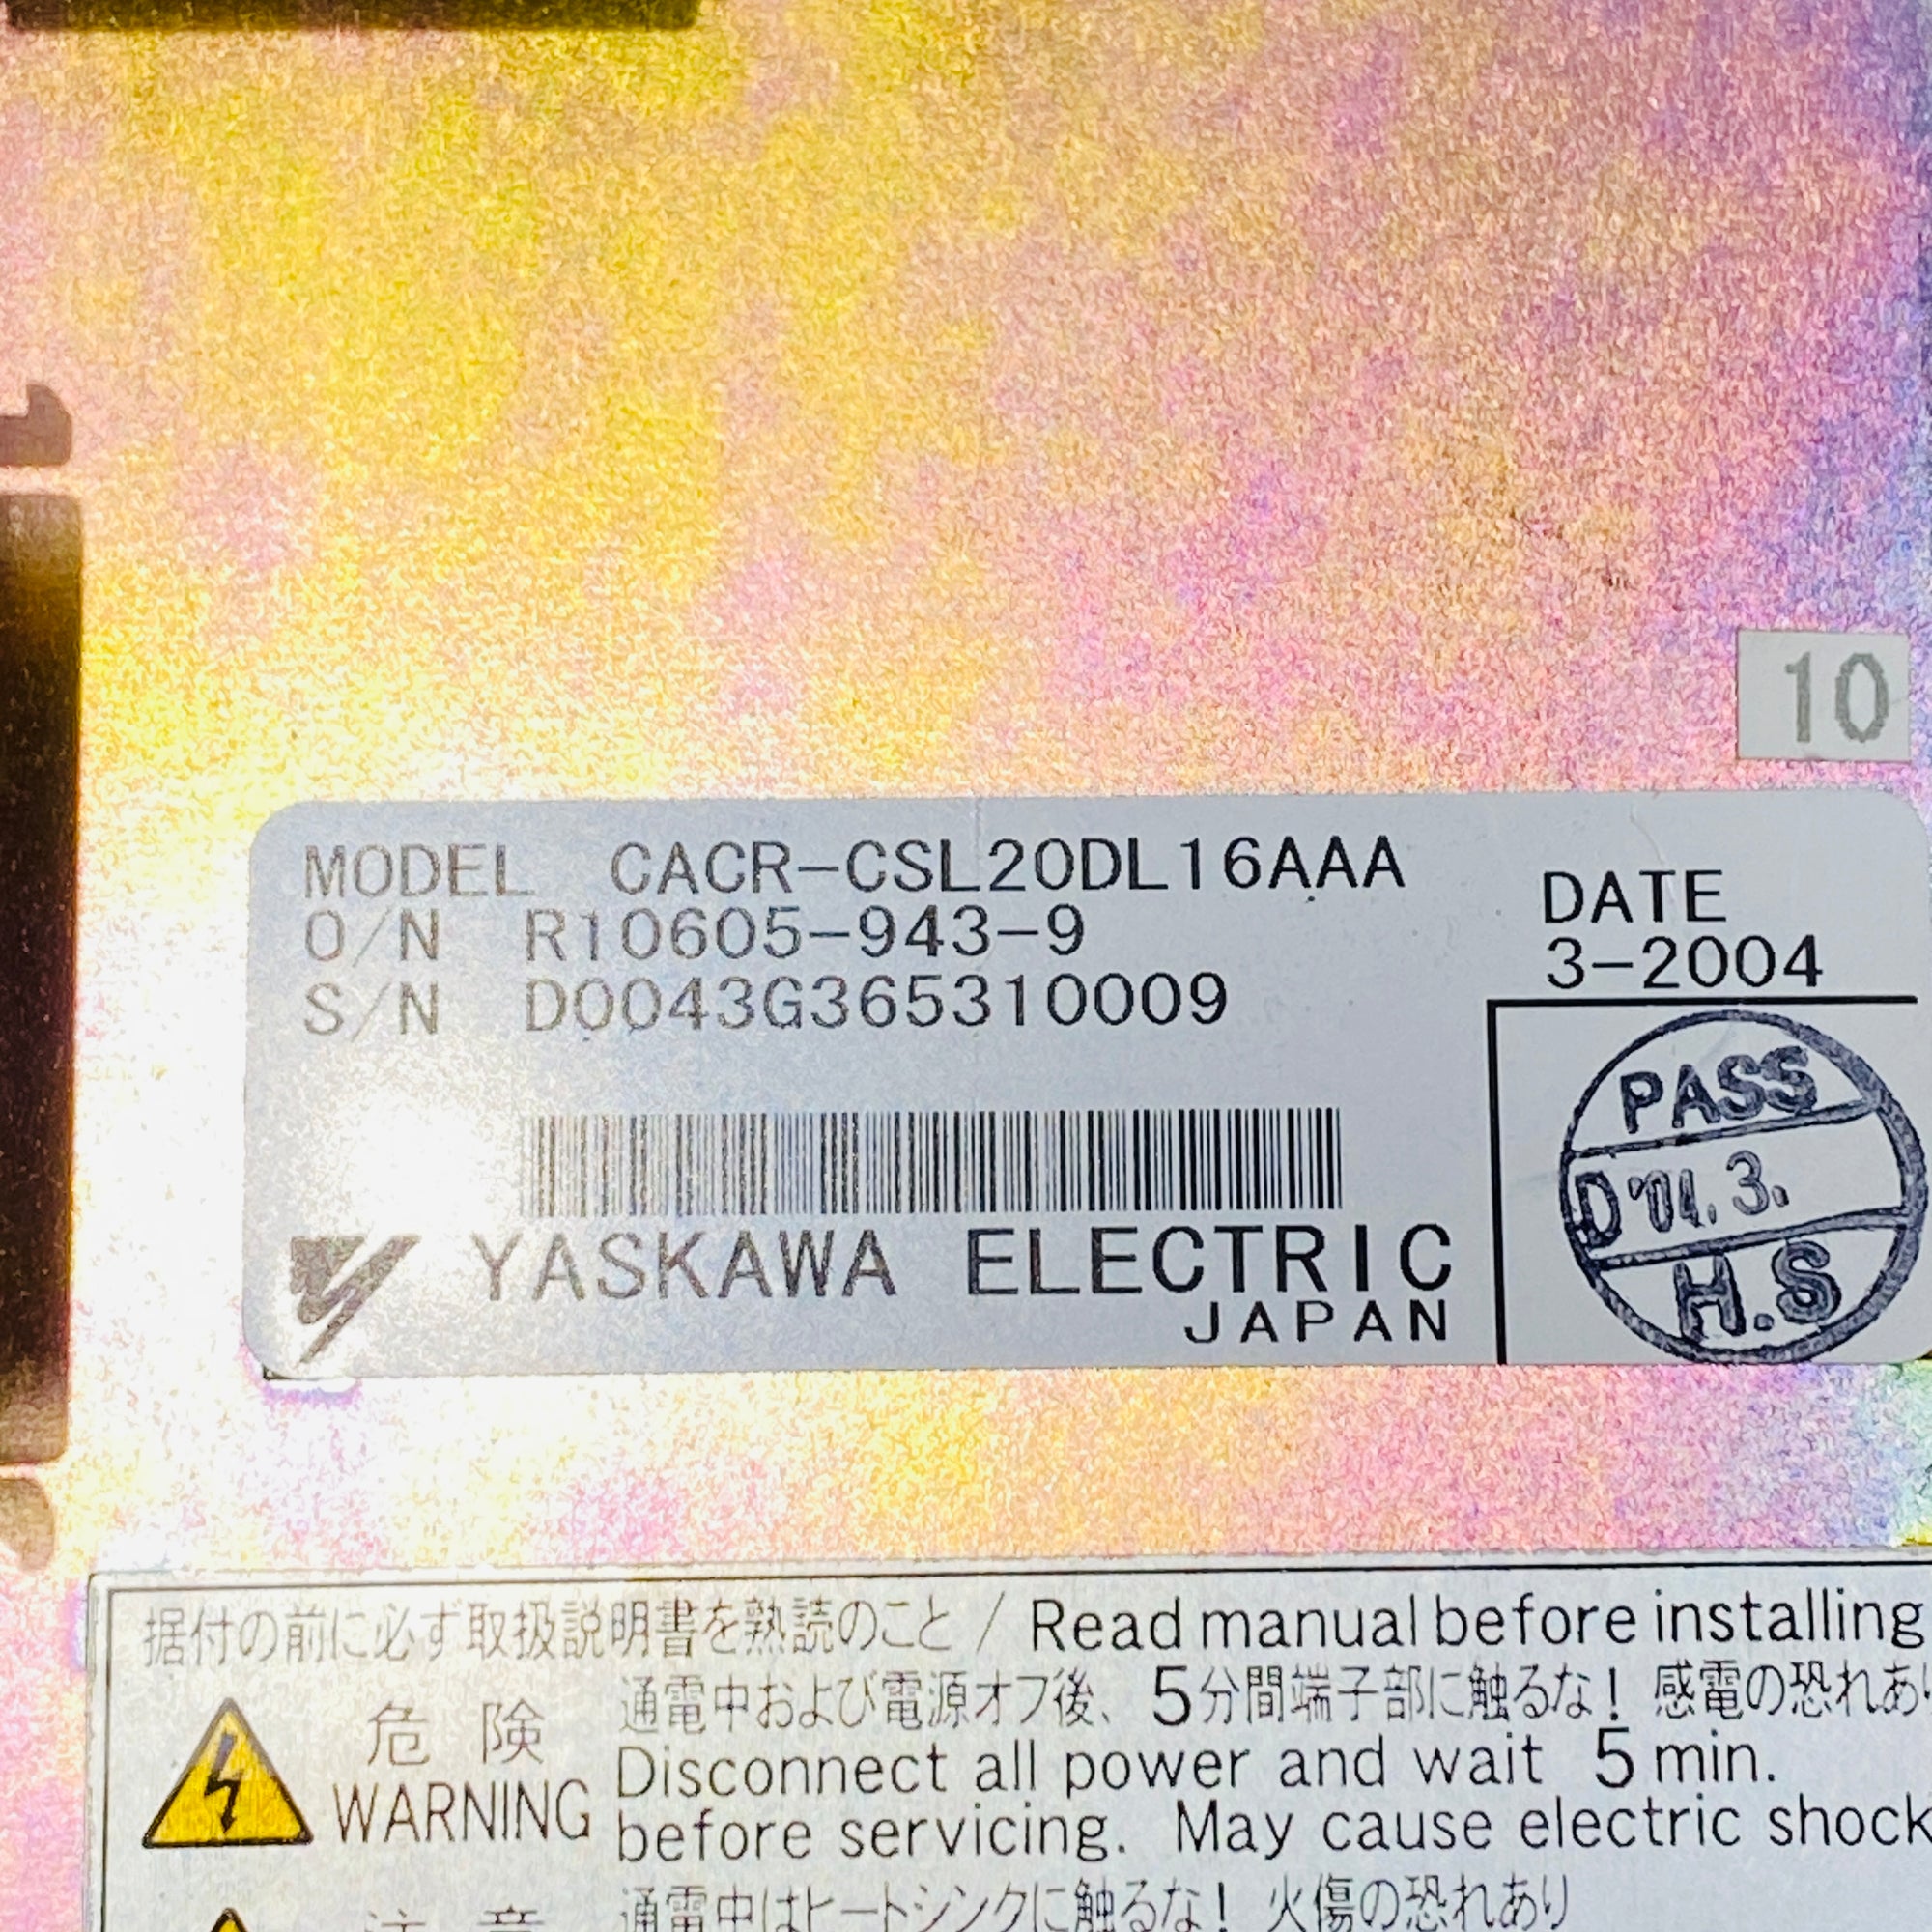 10
MODEL CACR-CSL20DL16AAA
O/N R10605-943-9
S/N D0043G365310009
DATE
3-2004
PASS
D'04.3.
H.S
YASKAWA ELECTRIC
JAPAN
据付の前に必ず取扱説明書を熟読のこと / Read manual before installing
危 険
WARNING
通電中および電源オフ後、5分間端子部に触るな！ 感電の恐れあ
Disconnect all power and wait 5 min.
before servicing. May cause electric shock
注 意
通電中はヒートシンクに触るな！ 火傷の恐れあり